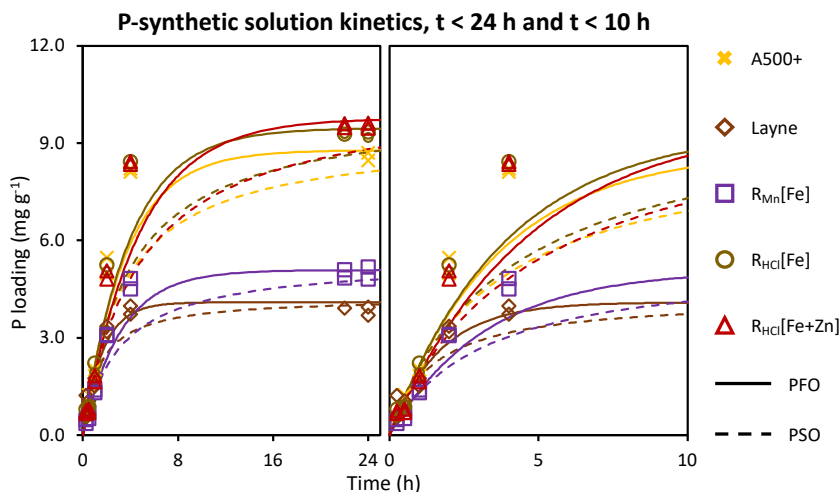 P-synthetic solution kinetics, t < 24 h and t < 10 h
P loading (mg g⁻¹)
12.0
9.0
6.0
3.0
0.0
0 8 16 24
0 5 10
Time (h)
A500+
Layne
R_Mn[Fe]
R_HCl[Fe]
R_HCl[Fe+Zn]
PFO
PSO